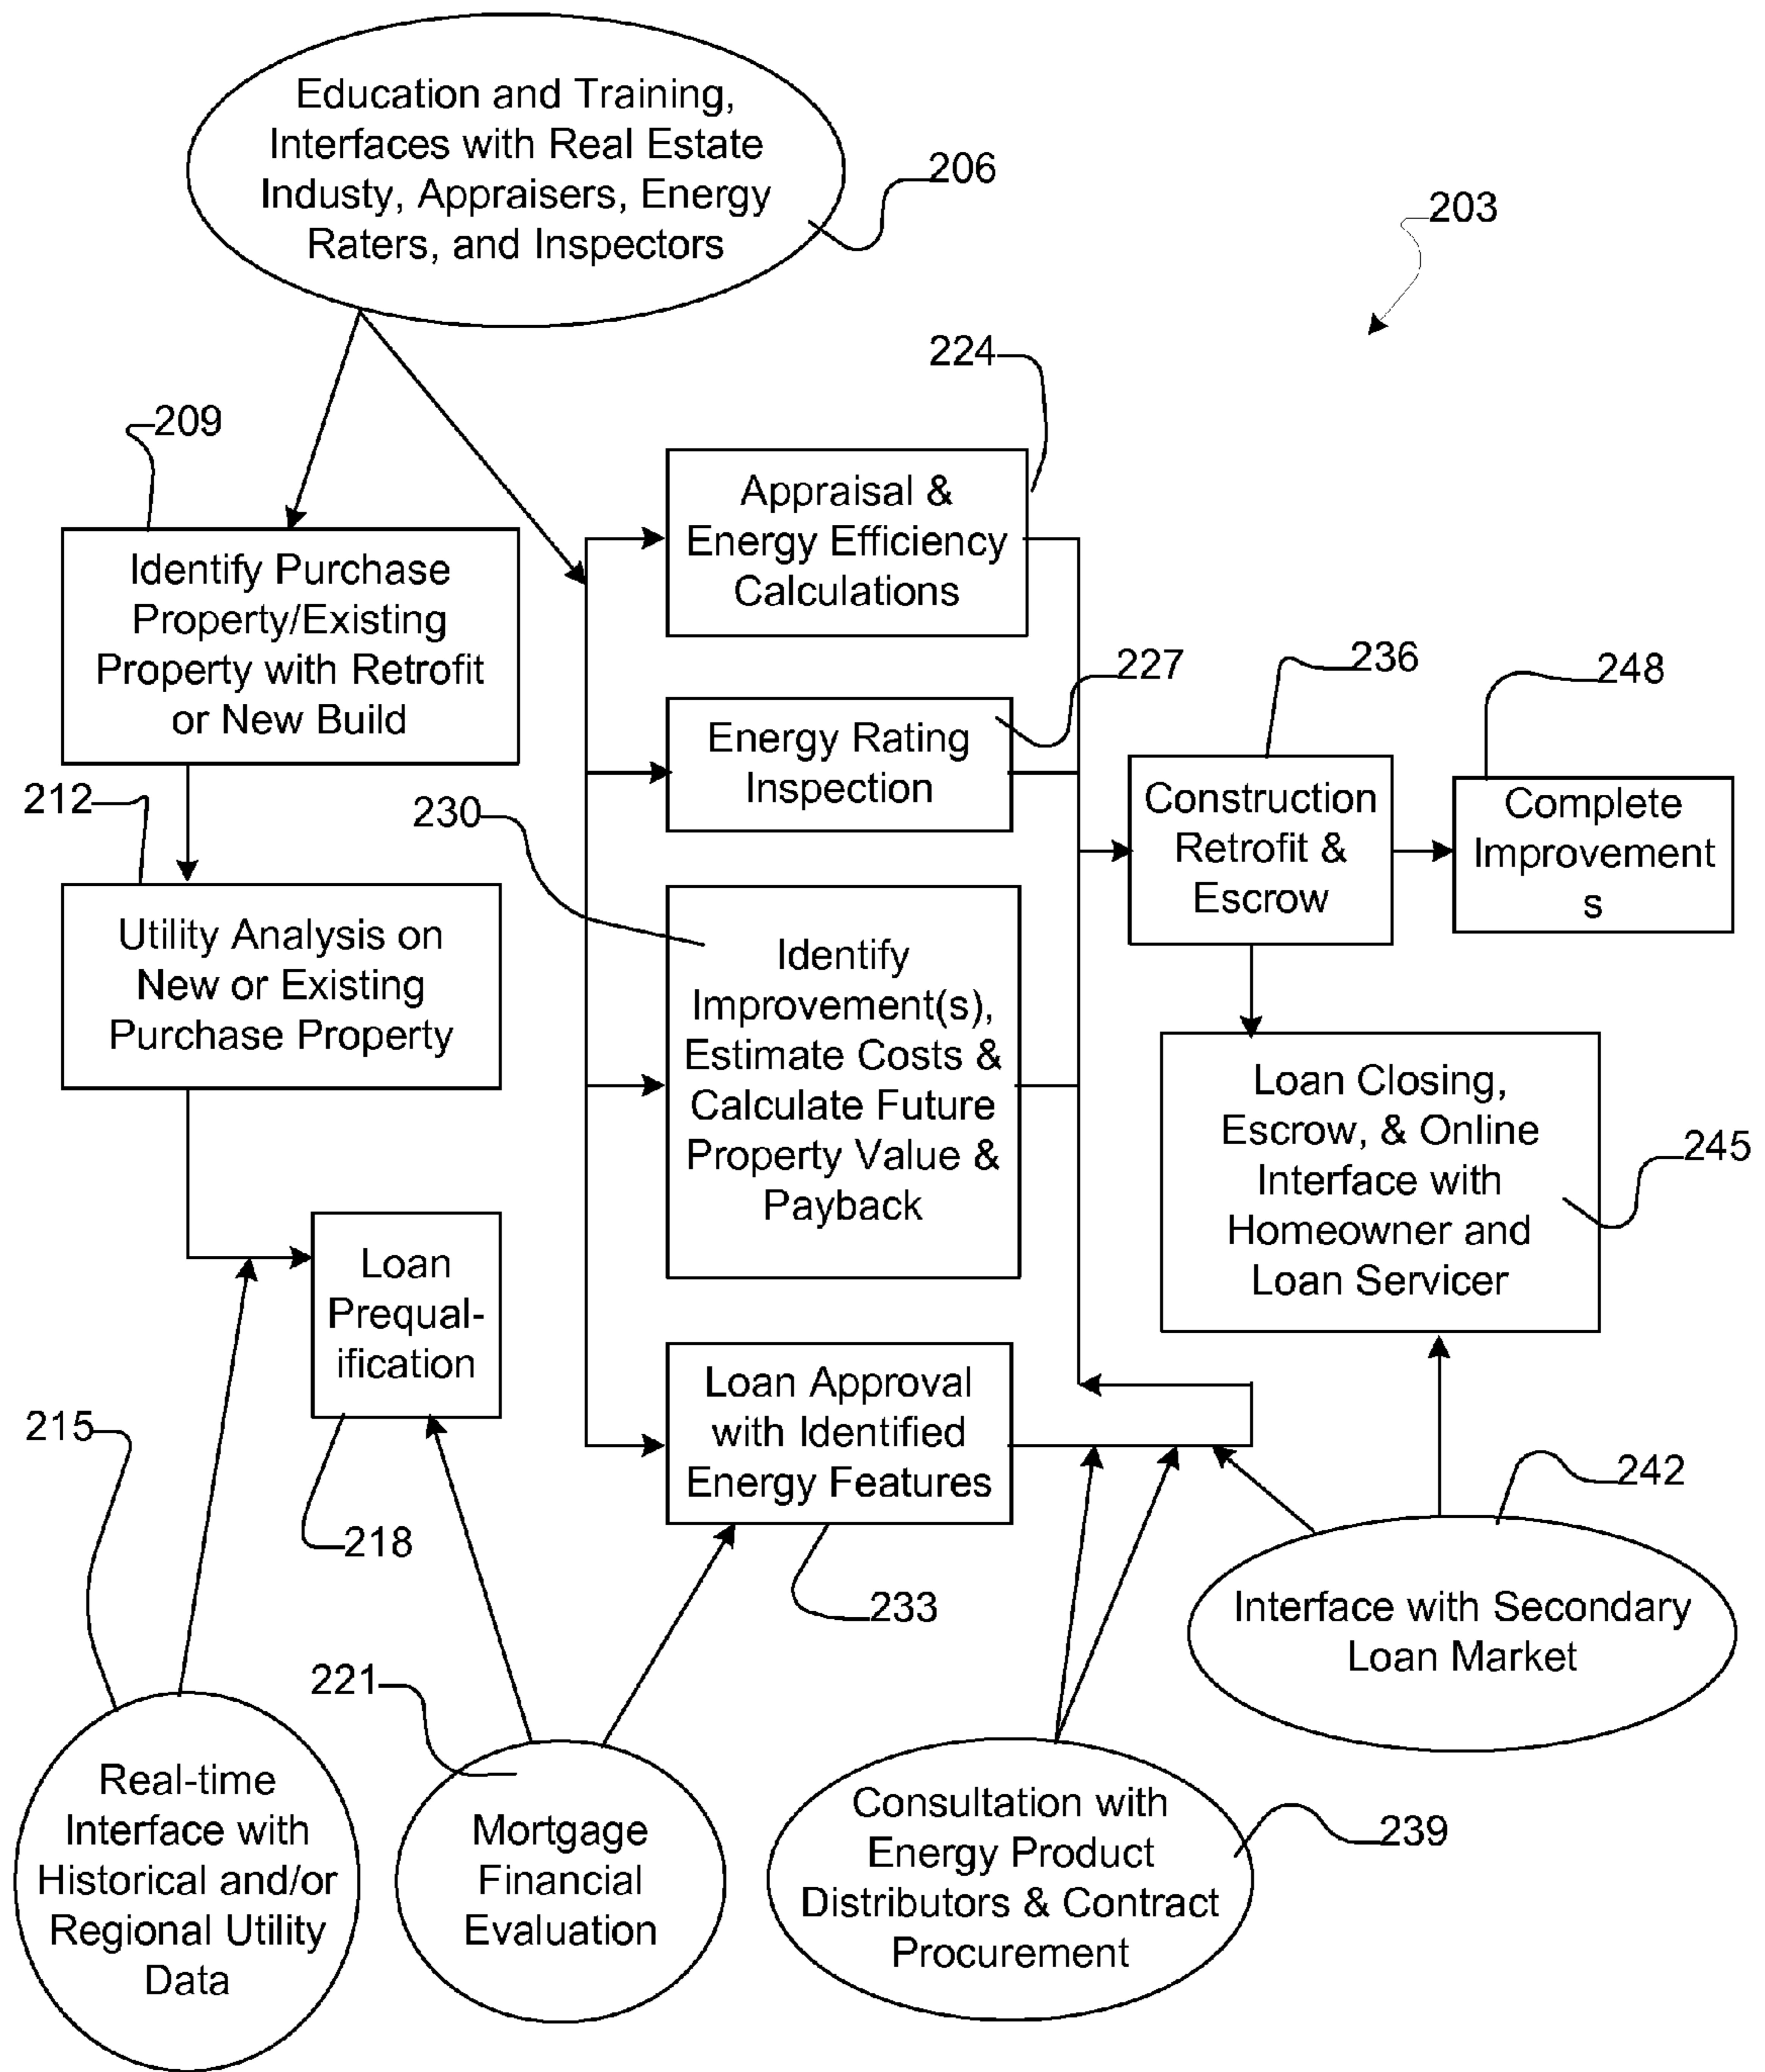 Education and Training,
Interfaces with Real Estate
Industy, Appraisers, Energy
Raters, and Inspectors
206
203
224
209
Identify Purchase
Property/Existing
Property with Retrofit
or New Build
Appraisal &
Energy Efficiency
Calculations
227
236
248
212
230
Energy Rating
Inspection
Construction
Retrofit &
Escrow
Complete
Improvement
s
Utility Analysis on
New or Existing
Purchase Property
Identify
Improvement(s),
Estimate Costs &
Calculate Future
Property Value &
Payback
Loan Closing,
Escrow, & Online
Interface with
Homeowner and
Loan Servicer
245
Loan
Prequal-
ification
Loan Approval
with Identified
Energy Features
215
218
233
242
221
Interface with Secondary
Loan Market
Real-time
Interface with
Historical and/or
Regional Utility
Data
Mortgage
Financial
Evaluation
Consultation with
Energy Product
Distributors & Contract
Procurement
239